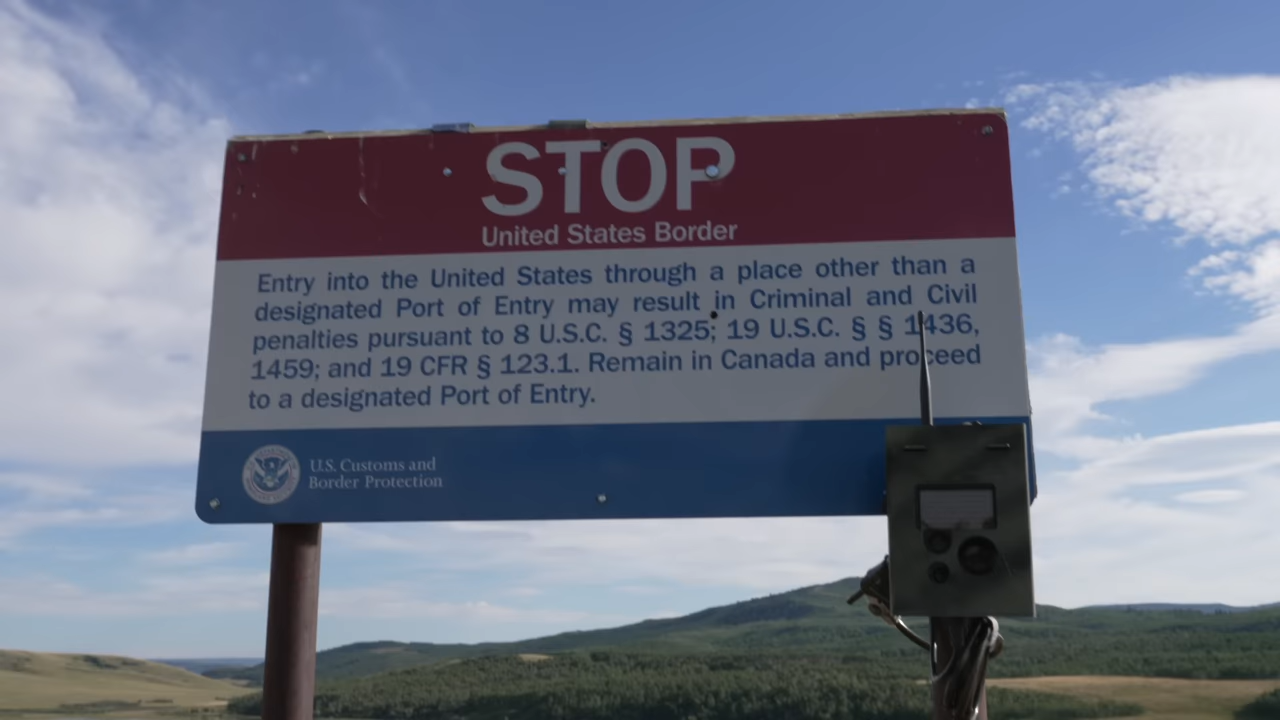 STOP
United States Border
Entry into the United States through a place other than a
designated Port of Entry may result in Criminal and Civil
penalties pursuant to 8 U.S.C. § 1325; 19 U.S.C. § § 1436,
1459; and 19 CFR § 123.1. Remain in Canada and proceed
to a designated Port of Entry.
U.S. Customs and
Border Protection